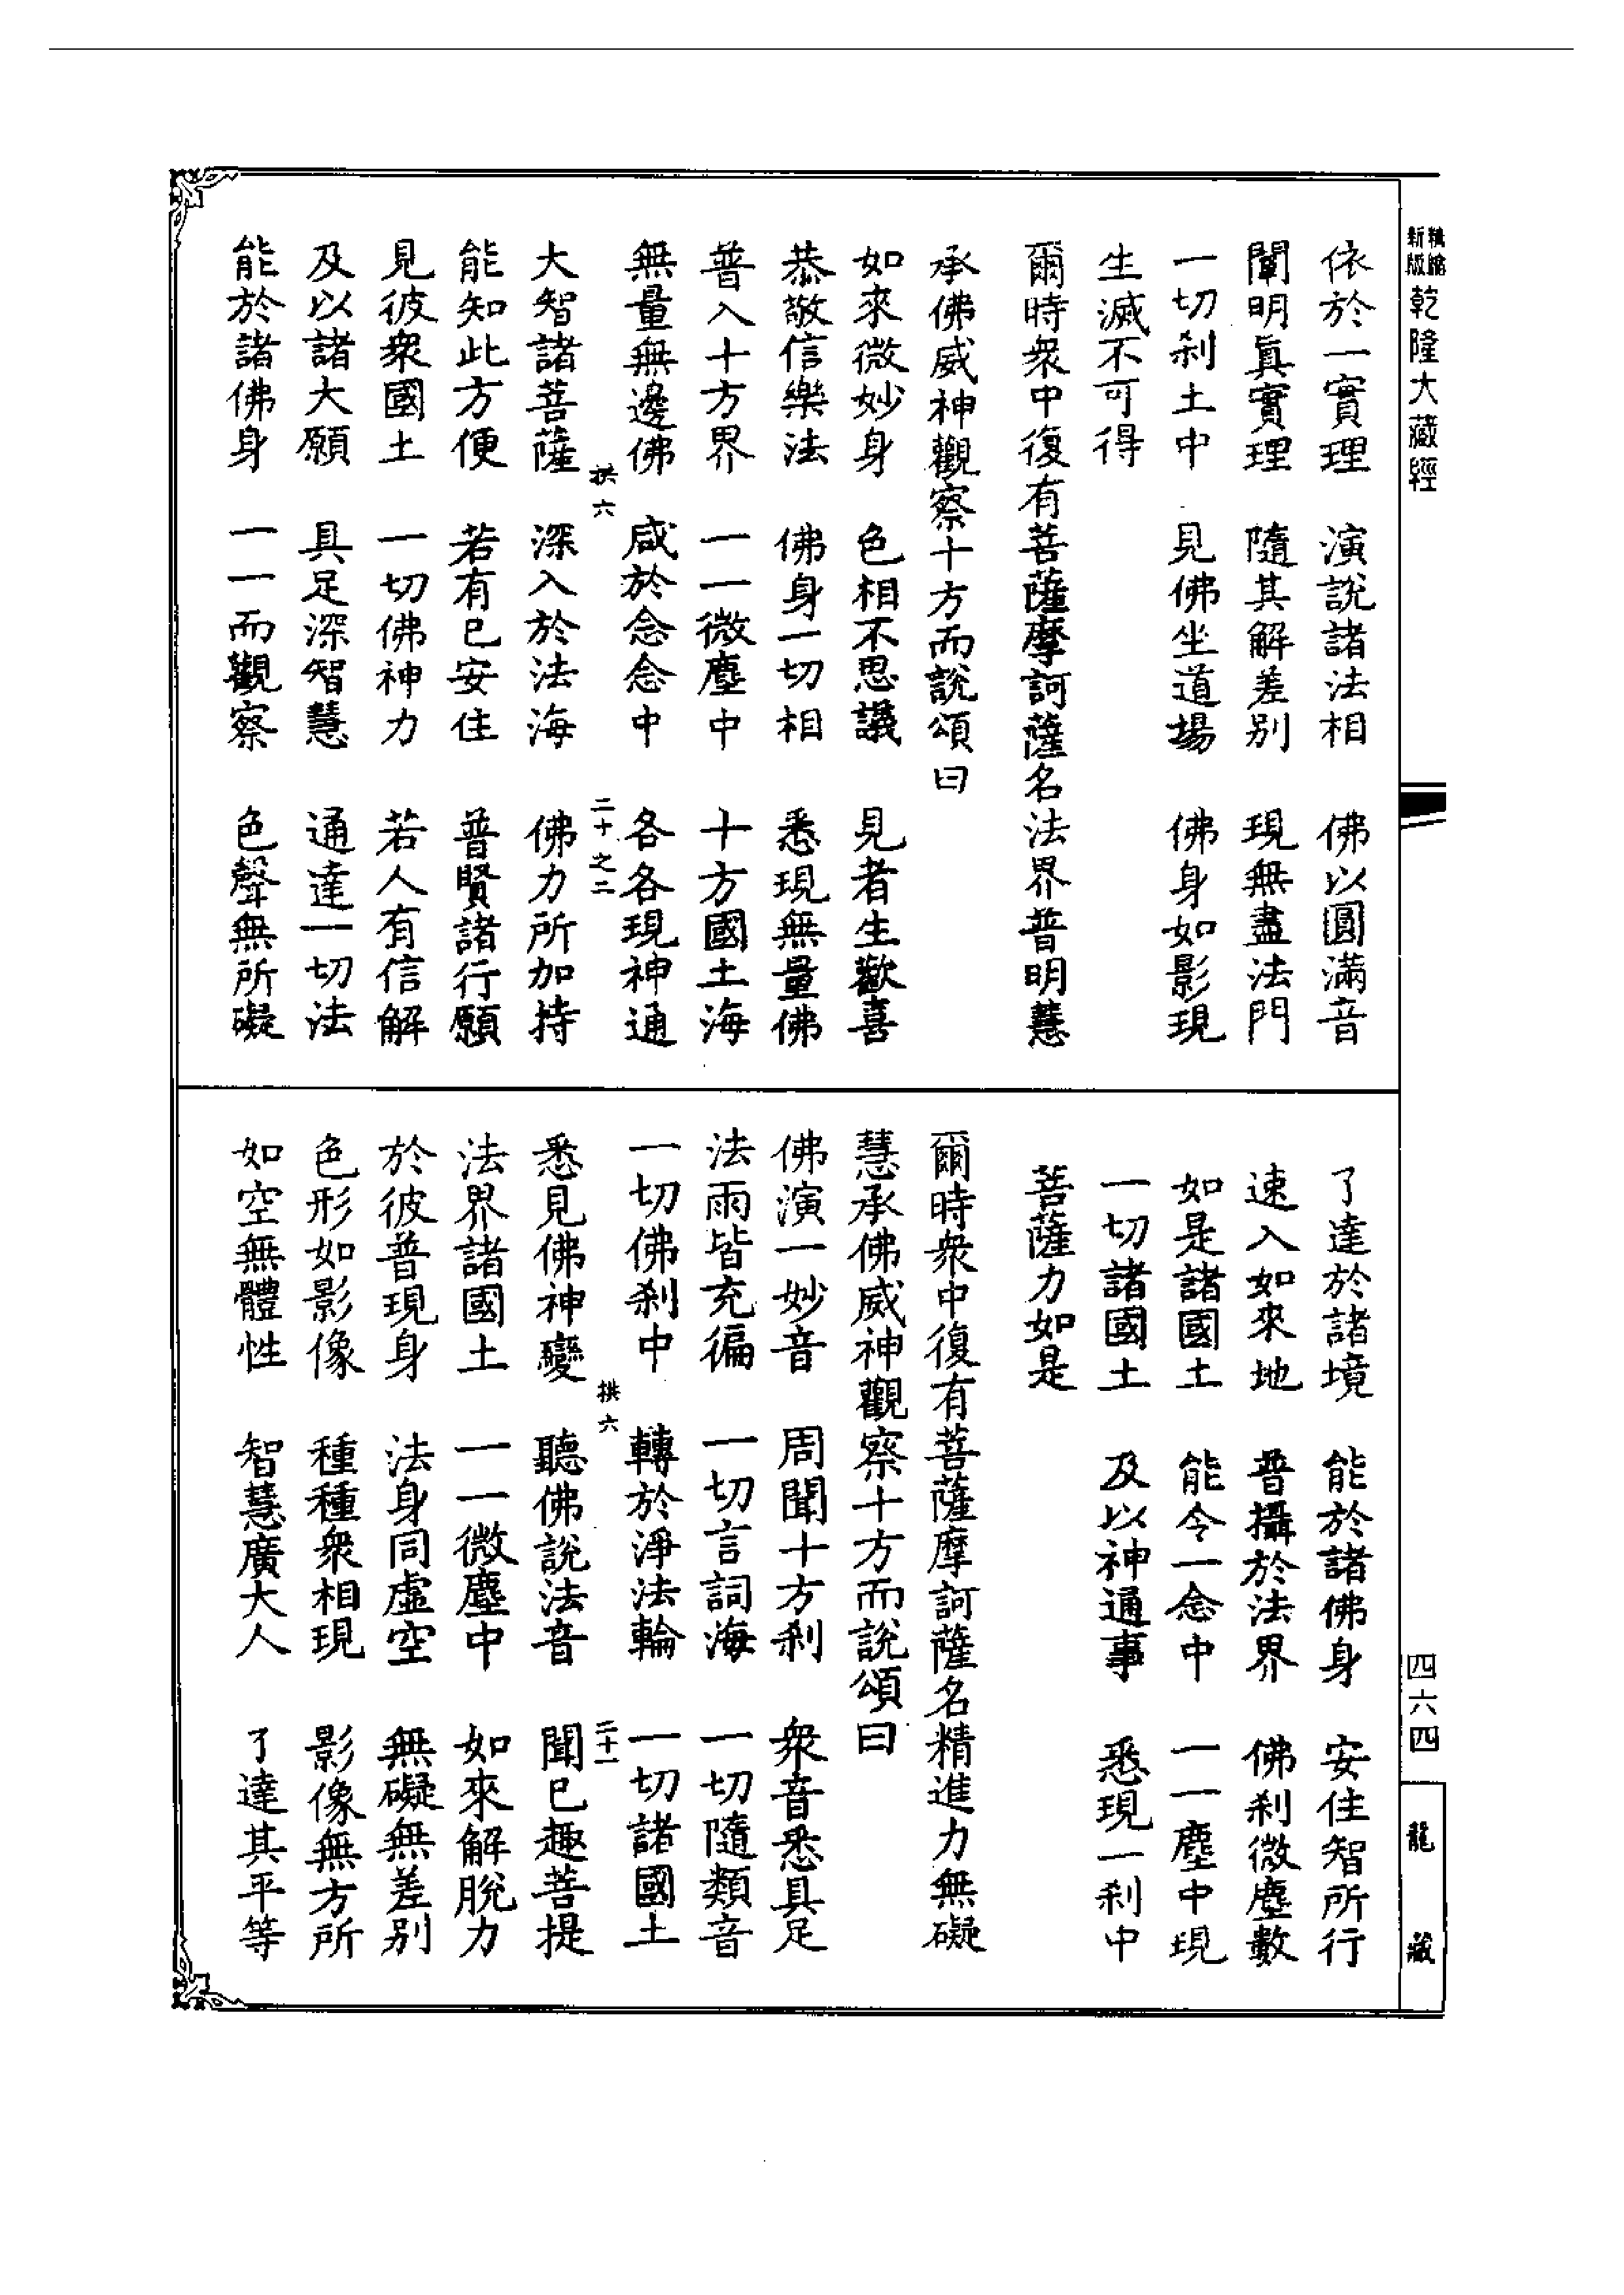 新版 精縮 乾隆大藏經
依於一實理 演說諸法相 佛以圓滿音
闡明真實理 隨其解差別 現無盡法門
一切剎土中 見佛坐道場 佛身如影現
生滅不可得
爾時眾中復有菩薩摩訶薩名法界普明慧
承佛威神觀察十方而說頌曰
如來微妙身 色相不思議 見者生歡喜
恭敬信樂法 佛身一切相 悉現無量佛
普入十方界 一一微塵中 十方國土海
無量無邊佛 咸於念念中 各各現神通
拱六 二十之二
大智諸菩薩 深入於法海 佛力所加持
能知此方便 若有已安住 普賢諸行願
見彼眾國土 一切佛神力 若人有信解
及以諸大願 具足深智慧 通達一切法
能於諸佛身 一一而觀察 色聲無所礙
了達於諸境 能於諸佛身 安住智所行
速入如來地 普攝於法界 佛剎微塵數
如是諸國土 能令一念中 一一塵中現
一切諸國土 及以神通事 悉現一剎中
菩薩力如是
爾時眾中復有菩薩摩訶薩名精進力無礙
慧承佛威神觀察十方而說頌曰
佛演一妙音 周聞十方剎 眾音悉具足
法雨皆充徧 一切言詞海 一切隨類音
一切佛剎中 轉於淨法輪 一切諸國土
拱六 二十一
悉見佛神變 聽佛說法音 聞已趣菩提
法界諸國土 一一微塵中 如來解脫力
於彼普現身 法身同虛空 無礙無差別
色形如影像 種種眾相現 影像無方所
如空無體性 智慧廣大人 了達其平等
四六四
龍藏